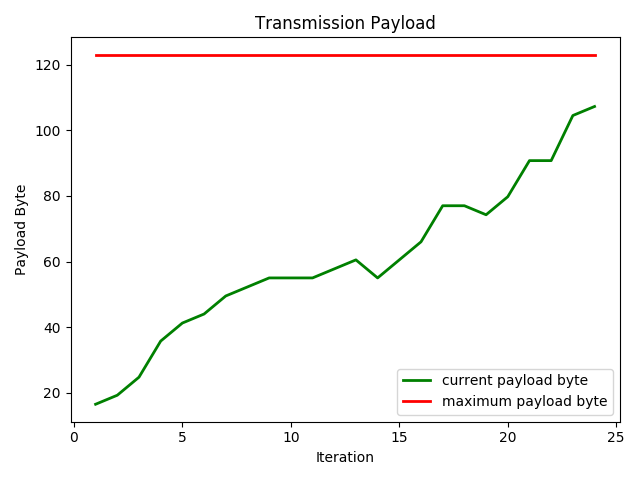 Transmission Payload
120
100
80
60
40
20
Payload Byte
0
5
10
15
20
25
Iteration
current payload byte
maximum payload byte